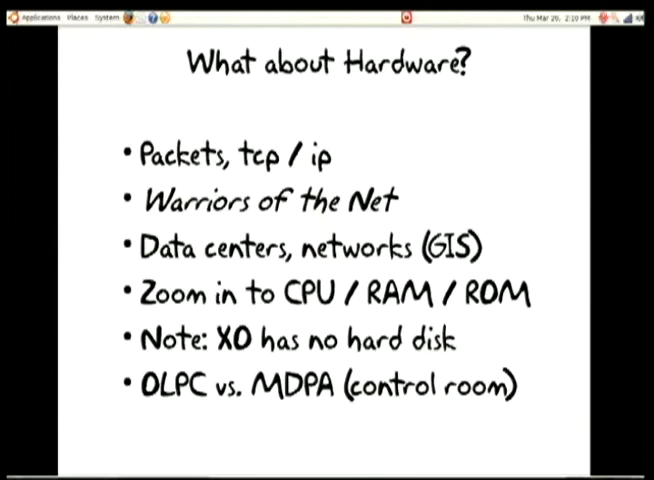 Applications Places System
Thu Mar 20, 2:10 PM
What about Hardware?
• Packets, tcp / ip
• Warriors of the Net
• Data centers, networks (GIS)
• Zoom in to CPU / RAM / ROM
• Note: XO has no hard disk
• OLPC vs. MDPA (control room)